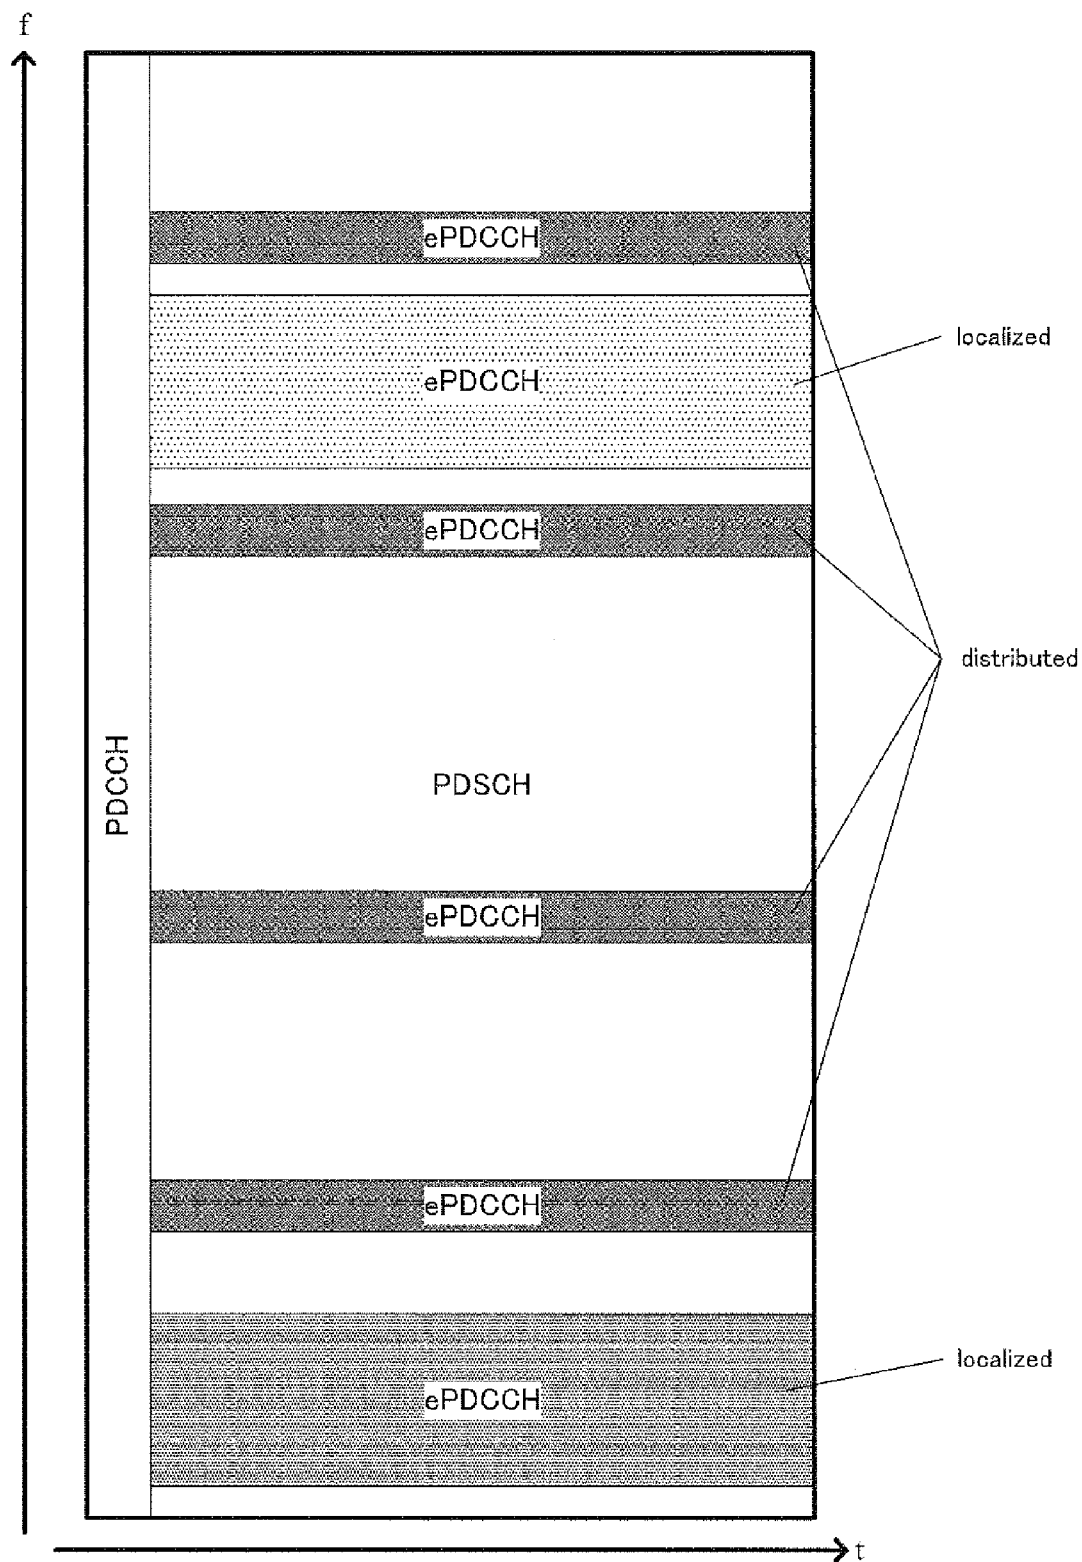 f
ePDCCH
localized
ePDCCH
ePDCCH
distributed
PDCCH
PDSCH
ePDCCH
ePDCCH
localized
ePDCCH
t